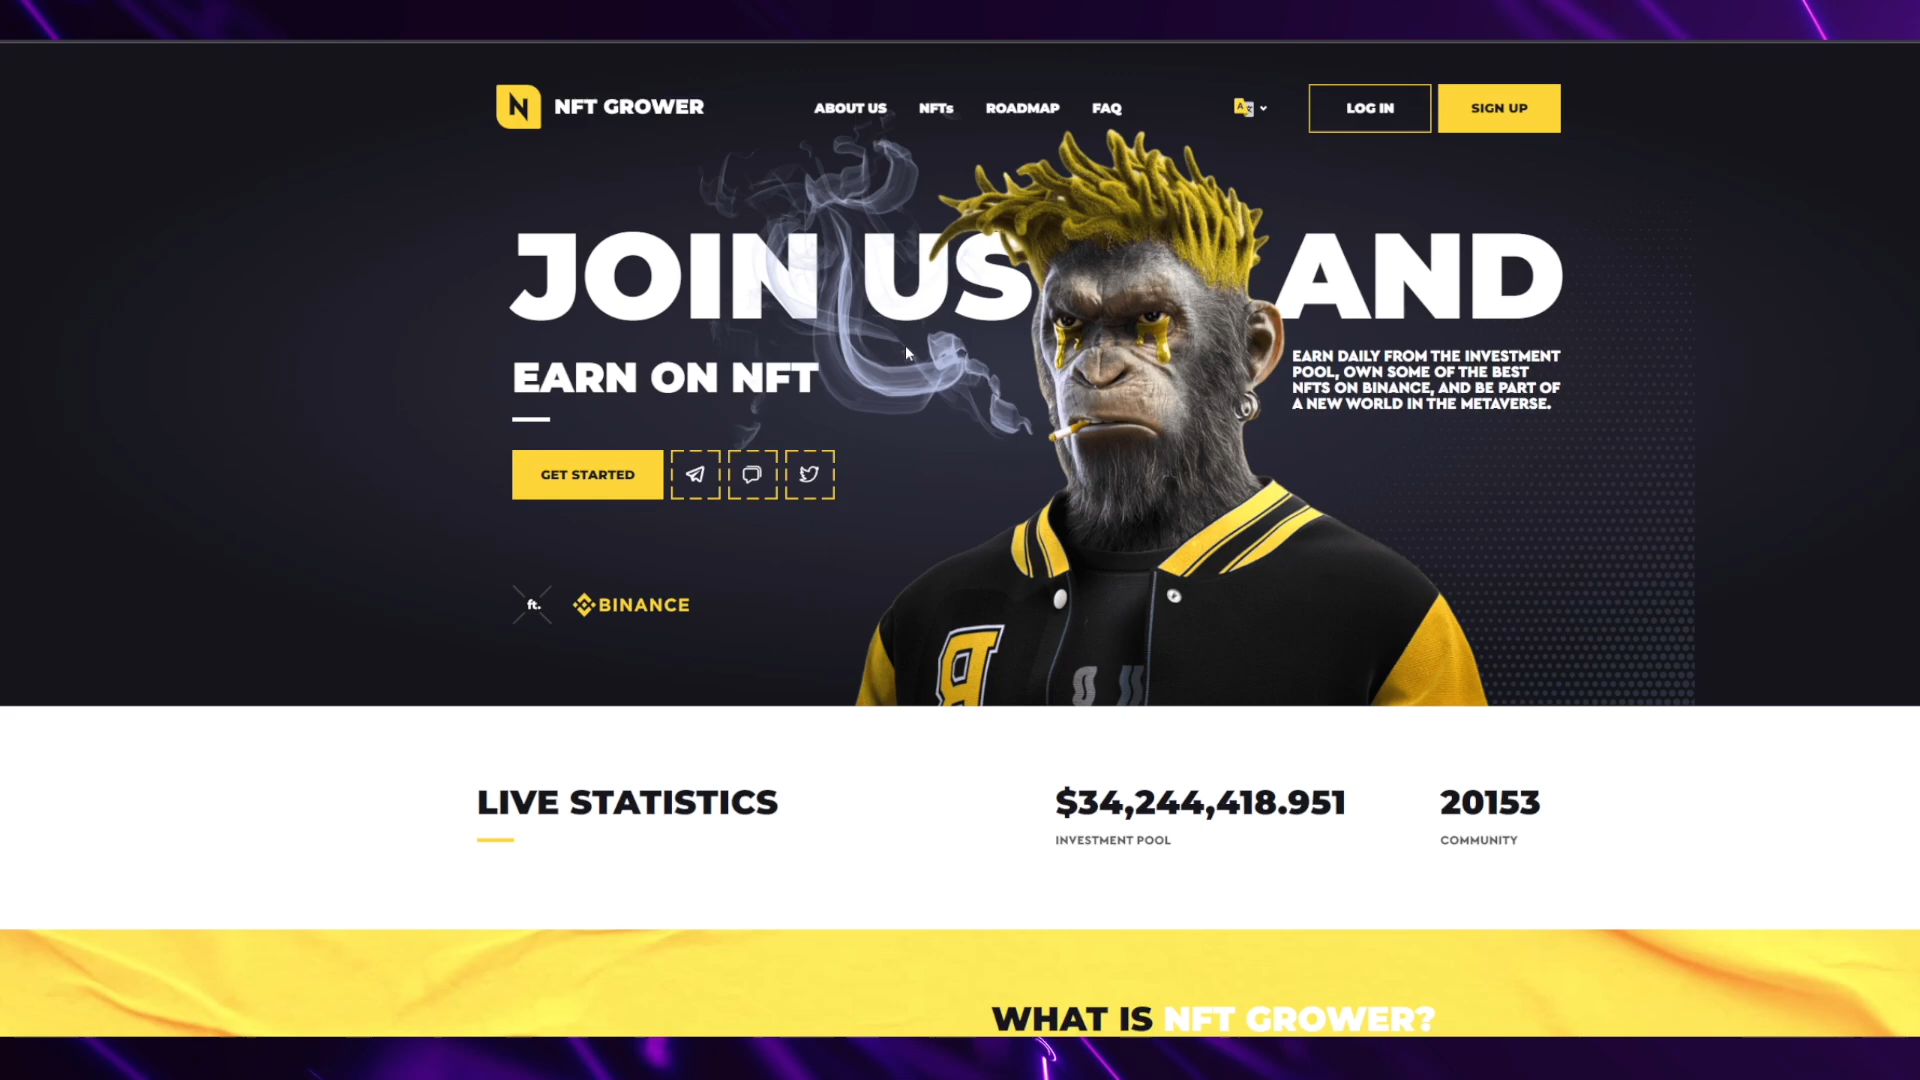 NFT GROWER
ABOUT US
NFTs
ROADMAP
FAQ
LOG IN
SIGN UP
JOIN US AND
EARN ON NFT
EARN DAILY FROM THE INVESTMENT
POOL, OWN SOME OF THE BEST
NFTS ON BINANCE, AND BE PART OF
A NEW WORLD IN THE METAVERSE.
GET STARTED
ft.
BINANCE
B
LIVE STATISTICS
$34,244,418.951
INVESTMENT POOL
20153
COMMUNITY
WHAT IS NFT GROWER?